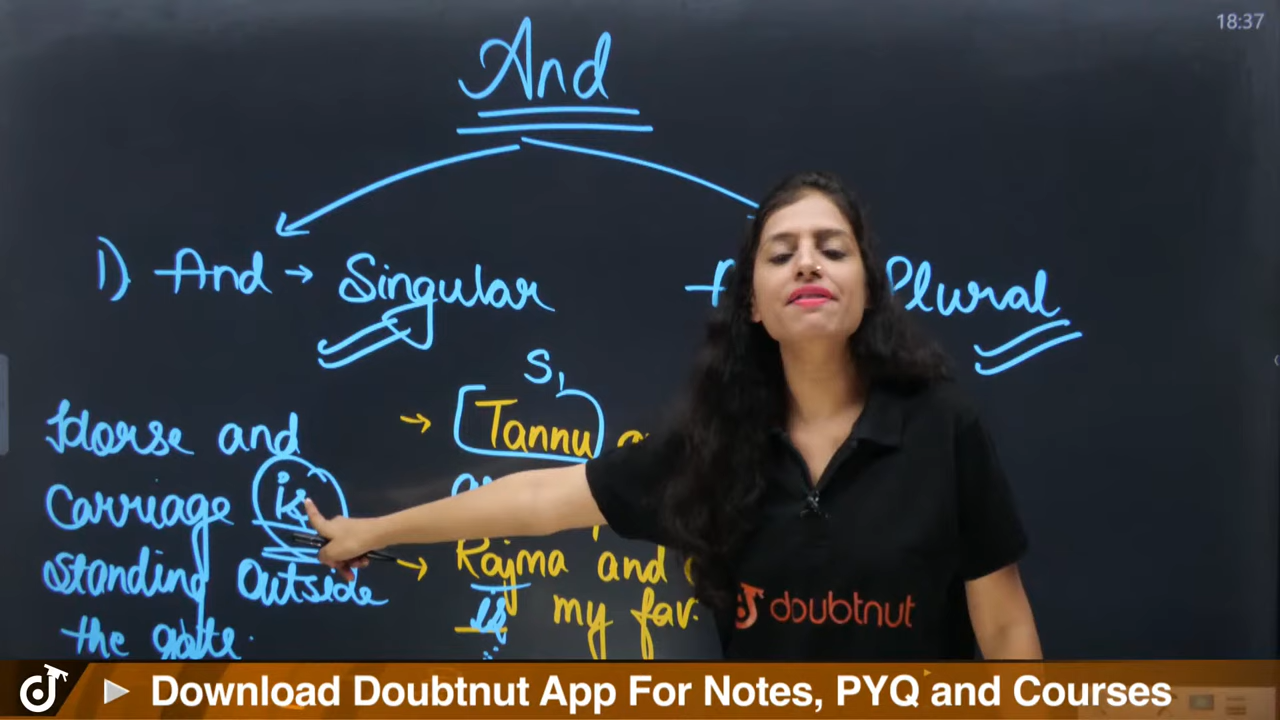 18:37
And
1) And → Singular
Plural
S1
Horse and
→ Tannu
Carriage is
standing outside
→ Rajma and
the gate.
is my fav.
doubtnut
Download Doubtnut App For Notes, PYQ and Courses